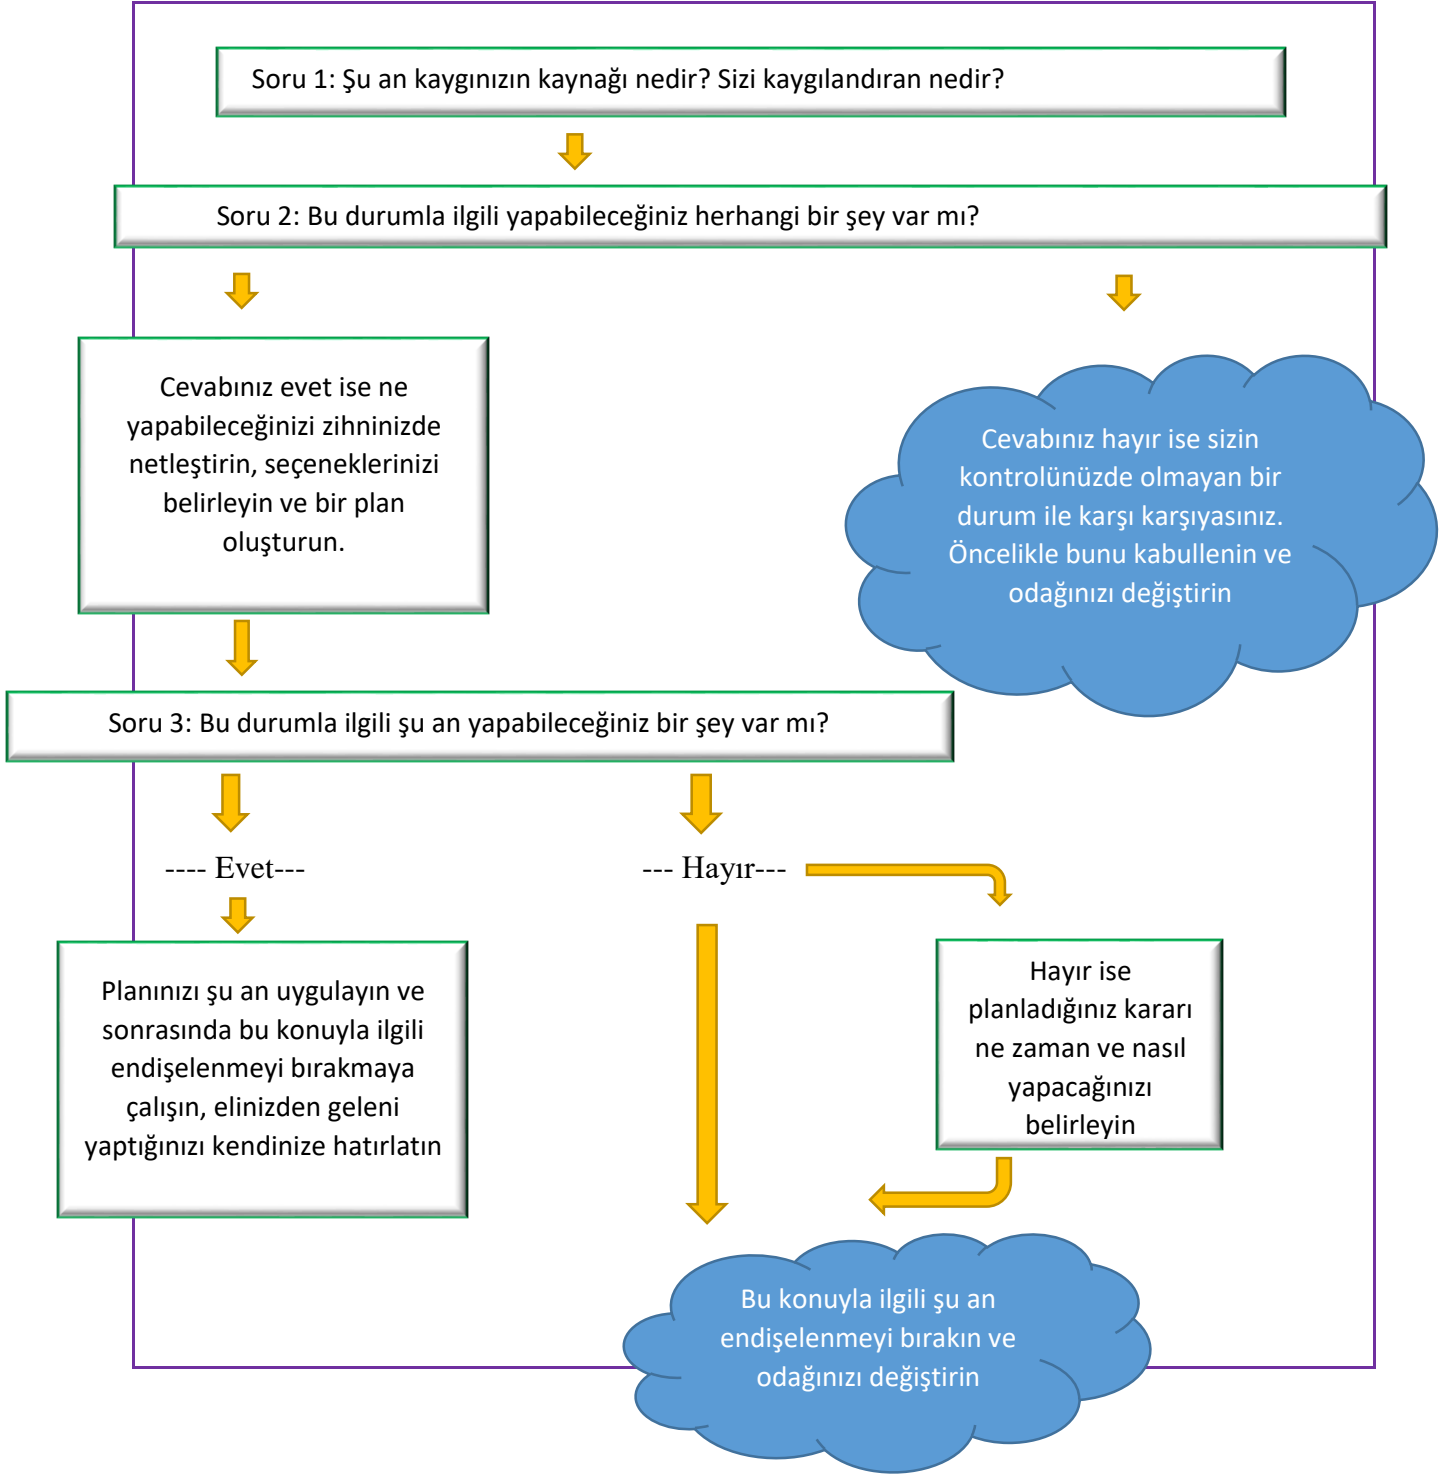 Soru 1: Şu an kaygınızın kaynağı nedir? Sizi kaygılandıran nedir?
Soru 2: Bu durumla ilgili yapabileceğiniz herhangi bir şey var mı?
Cevabınız evet ise ne
yapabileceğinizi zihninizde
netleştirin, seçeneklerinizi
belirleyin ve bir plan
oluşturun.
Cevabınız hayır ise sizin
kontrolünüzde olmayan bir
durum ile karşı karşıyasınız.
Öncelikle bunu kabullenin ve
odağınızı değiştirin
Soru 3: Bu durumla ilgili şu an yapabileceğiniz bir şey var mı?
---- Evet---
--- Hayır---
Planınızı şu an uygulayın ve
sonrasında bu konuyla ilgili
endişelenmeyi bırakmaya
çalışın, elinizden geleni
yaptığınızı kendinize hatırlatın
Hayır ise
planladığınız kararı
ne zaman ve nasıl
yapacağınızı
belirleyin
Bu konuyla ilgili şu an
endişelenmeyi bırakın ve
odağınızı değiştirin